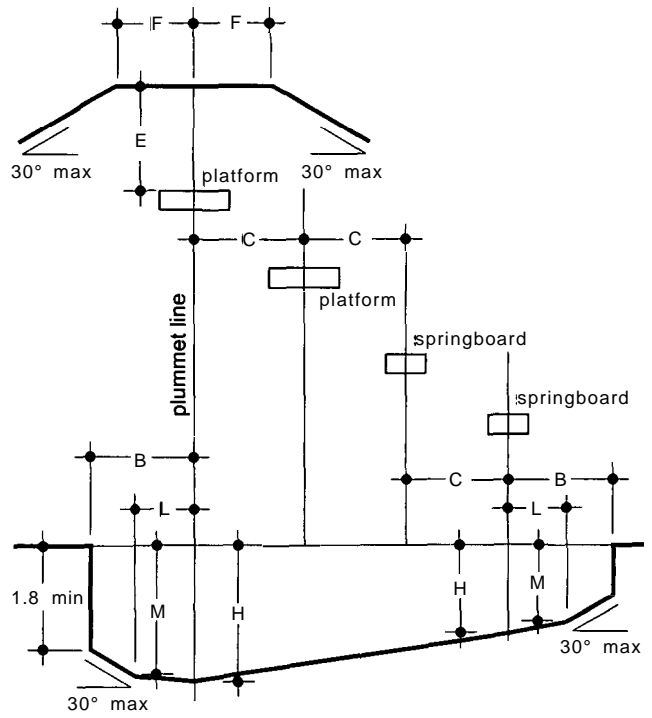 F F
E
30° max 30° max
platform
C C
platform
plummet line
springboard
springboard
B
C B
L L
1.8 min
M H H M
30° max
30° max